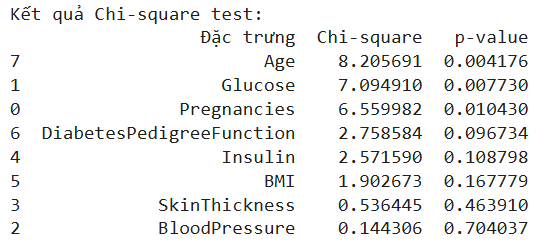 Kết quả Chi-square test:
Đặc trưng Chi-square p-value
7 Age 8.205691 0.004176
1 Glucose 7.094910 0.007730
0 Pregnancies 6.559982 0.010430
6 DiabetesPedigreeFunction 2.758584 0.096734
4 Insulin 2.571590 0.108798
5 BMI 1.902673 0.167779
3 SkinThickness 0.536445 0.463910
2 BloodPressure 0.144306 0.704037